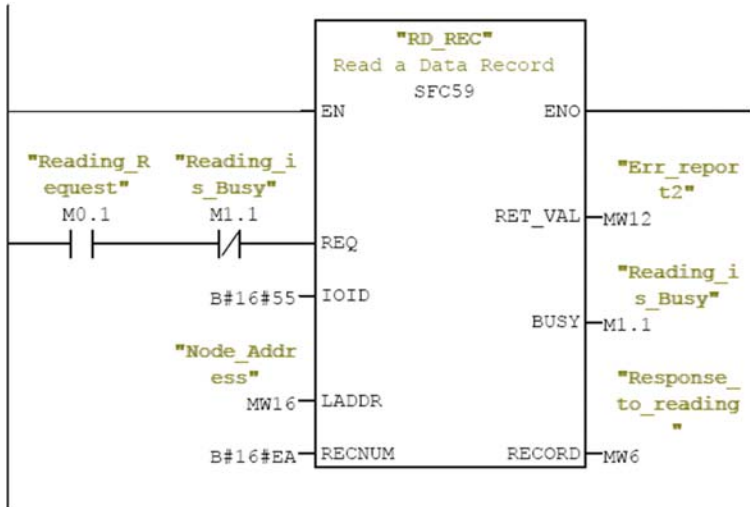 "RD_REC"
Read a Data Record
SFC59
EN ENO
"Reading_R
equest"
M0.1
"Reading_i
s_Busy"
M1.1
REQ
"Err_repor
t2"
RET_VAL MW12
B#16#55 IOID
"Reading_i
s_Busy"
BUSY M1.1
"Node_Addr
ess"
MW16 LADDR
"Response_
to_reading
"
B#16#EA RECNUM
RECORD MW6